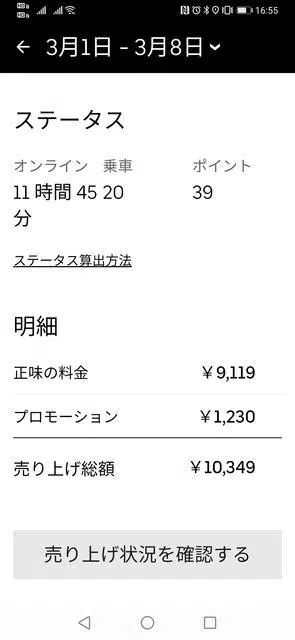 16:55
3月1日 - 3月8日
ステータス
オンライン 乗車 ポイント
11 時間 45 20 39
分
ステータス算出方法
明細
正味の料金 ￥9,119
プロモーション ￥1,230
売り上げ総額 ￥10,349
売り上げ状況を確認する